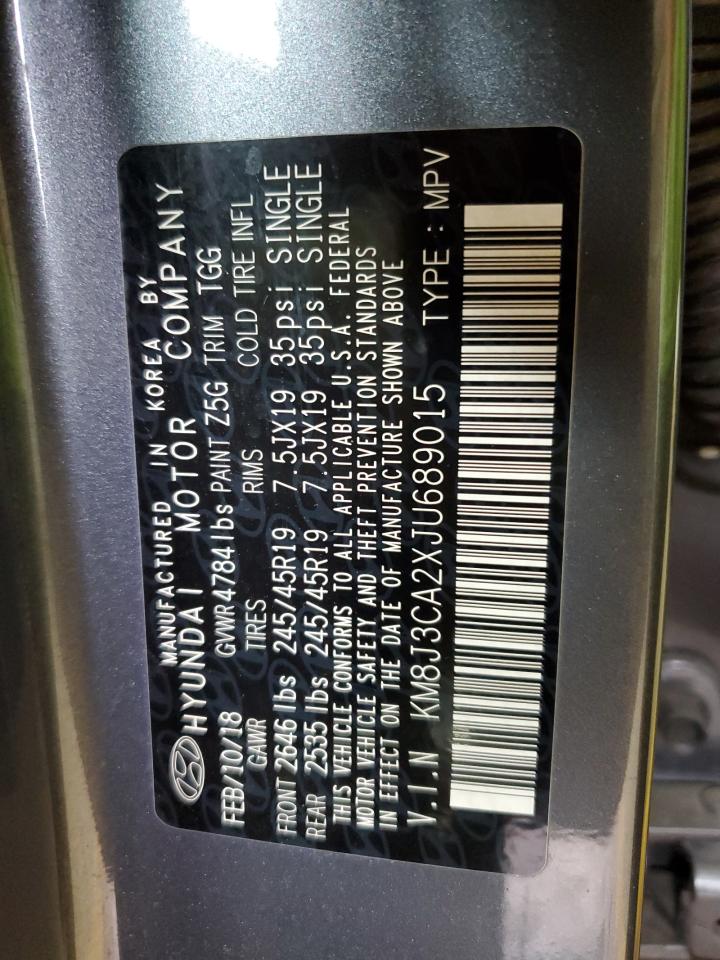 MANUFACTURED IN KOREA BY
HYUNDAI MOTOR COMPANY
FEB/10/18 GVWR 4784lbs PAINT Z5G TRIM TGG
GAWR TIRES RIMS COLD TIRE INFL
FRONT 2646lbs 245/45R19 7.5JX19 35psi SINGLE
REAR 2535 lbs 245/45R19 7.5JX19 35psi SINGLE
THIS VEHICLE CONFORMS TO ALL APPLICABLE U.S.A. FEDERAL
MOTOR VEHICLE SAFETY AND THEFT PREVENTION STANDARDS
IN EFFECT ON THE DATE OF MANUFACTURE SHOWN ABOVE
V.I.N KM8J3CA2XJU689015 TYPE : MPV